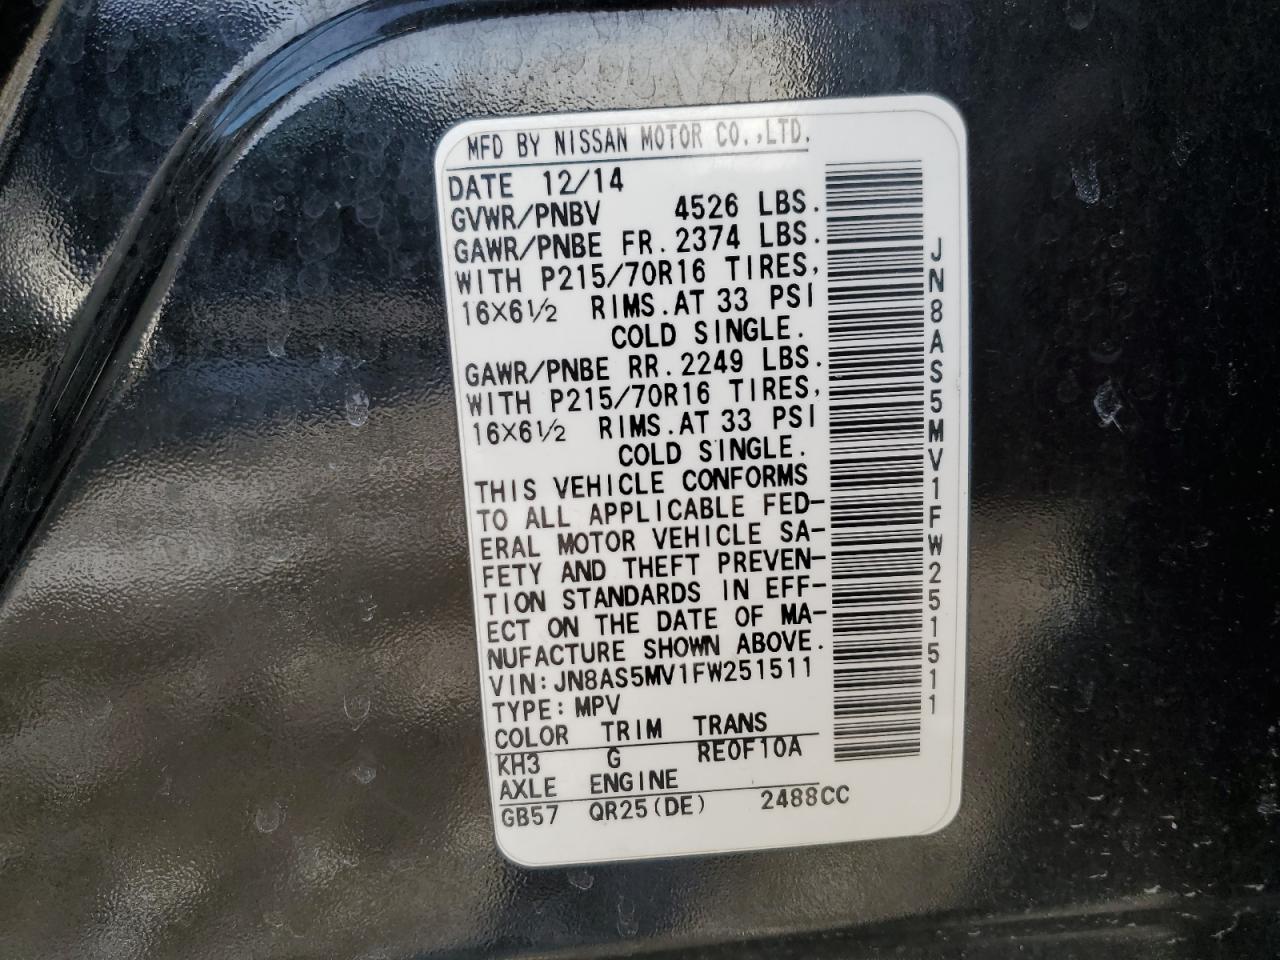 MFD BY NISSAN MOTOR CO.,LTD.
DATE 12/14
GVWR/PNBV 4526 LBS.
GAWR/PNBE FR.2374 LBS.
WITH P215/70R16 TIRES,
16X6½ RIMS.AT 33 PSI
COLD SINGLE.
GAWR/PNBE RR.2249 LBS.
WITH P215/70R16 TIRES,
16X6½ RIMS.AT 33 PSI
COLD SINGLE.
THIS VEHICLE CONFORMS
TO ALL APPLICABLE FED-
ERAL MOTOR VEHICLE SA-
FETY AND THEFT PREVEN-
TION STANDARDS IN EFF-
ECT ON THE DATE OF MA-
NUFACTURE SHOWN ABOVE.
VIN:JN8AS5MV1FW251511
TYPE:MPV
COLOR TRIM TRANS
KH3 G RE0F10A
AXLE ENGINE
GB57 QR25(DE) 2488CC
JN8AS5MV1FW251511